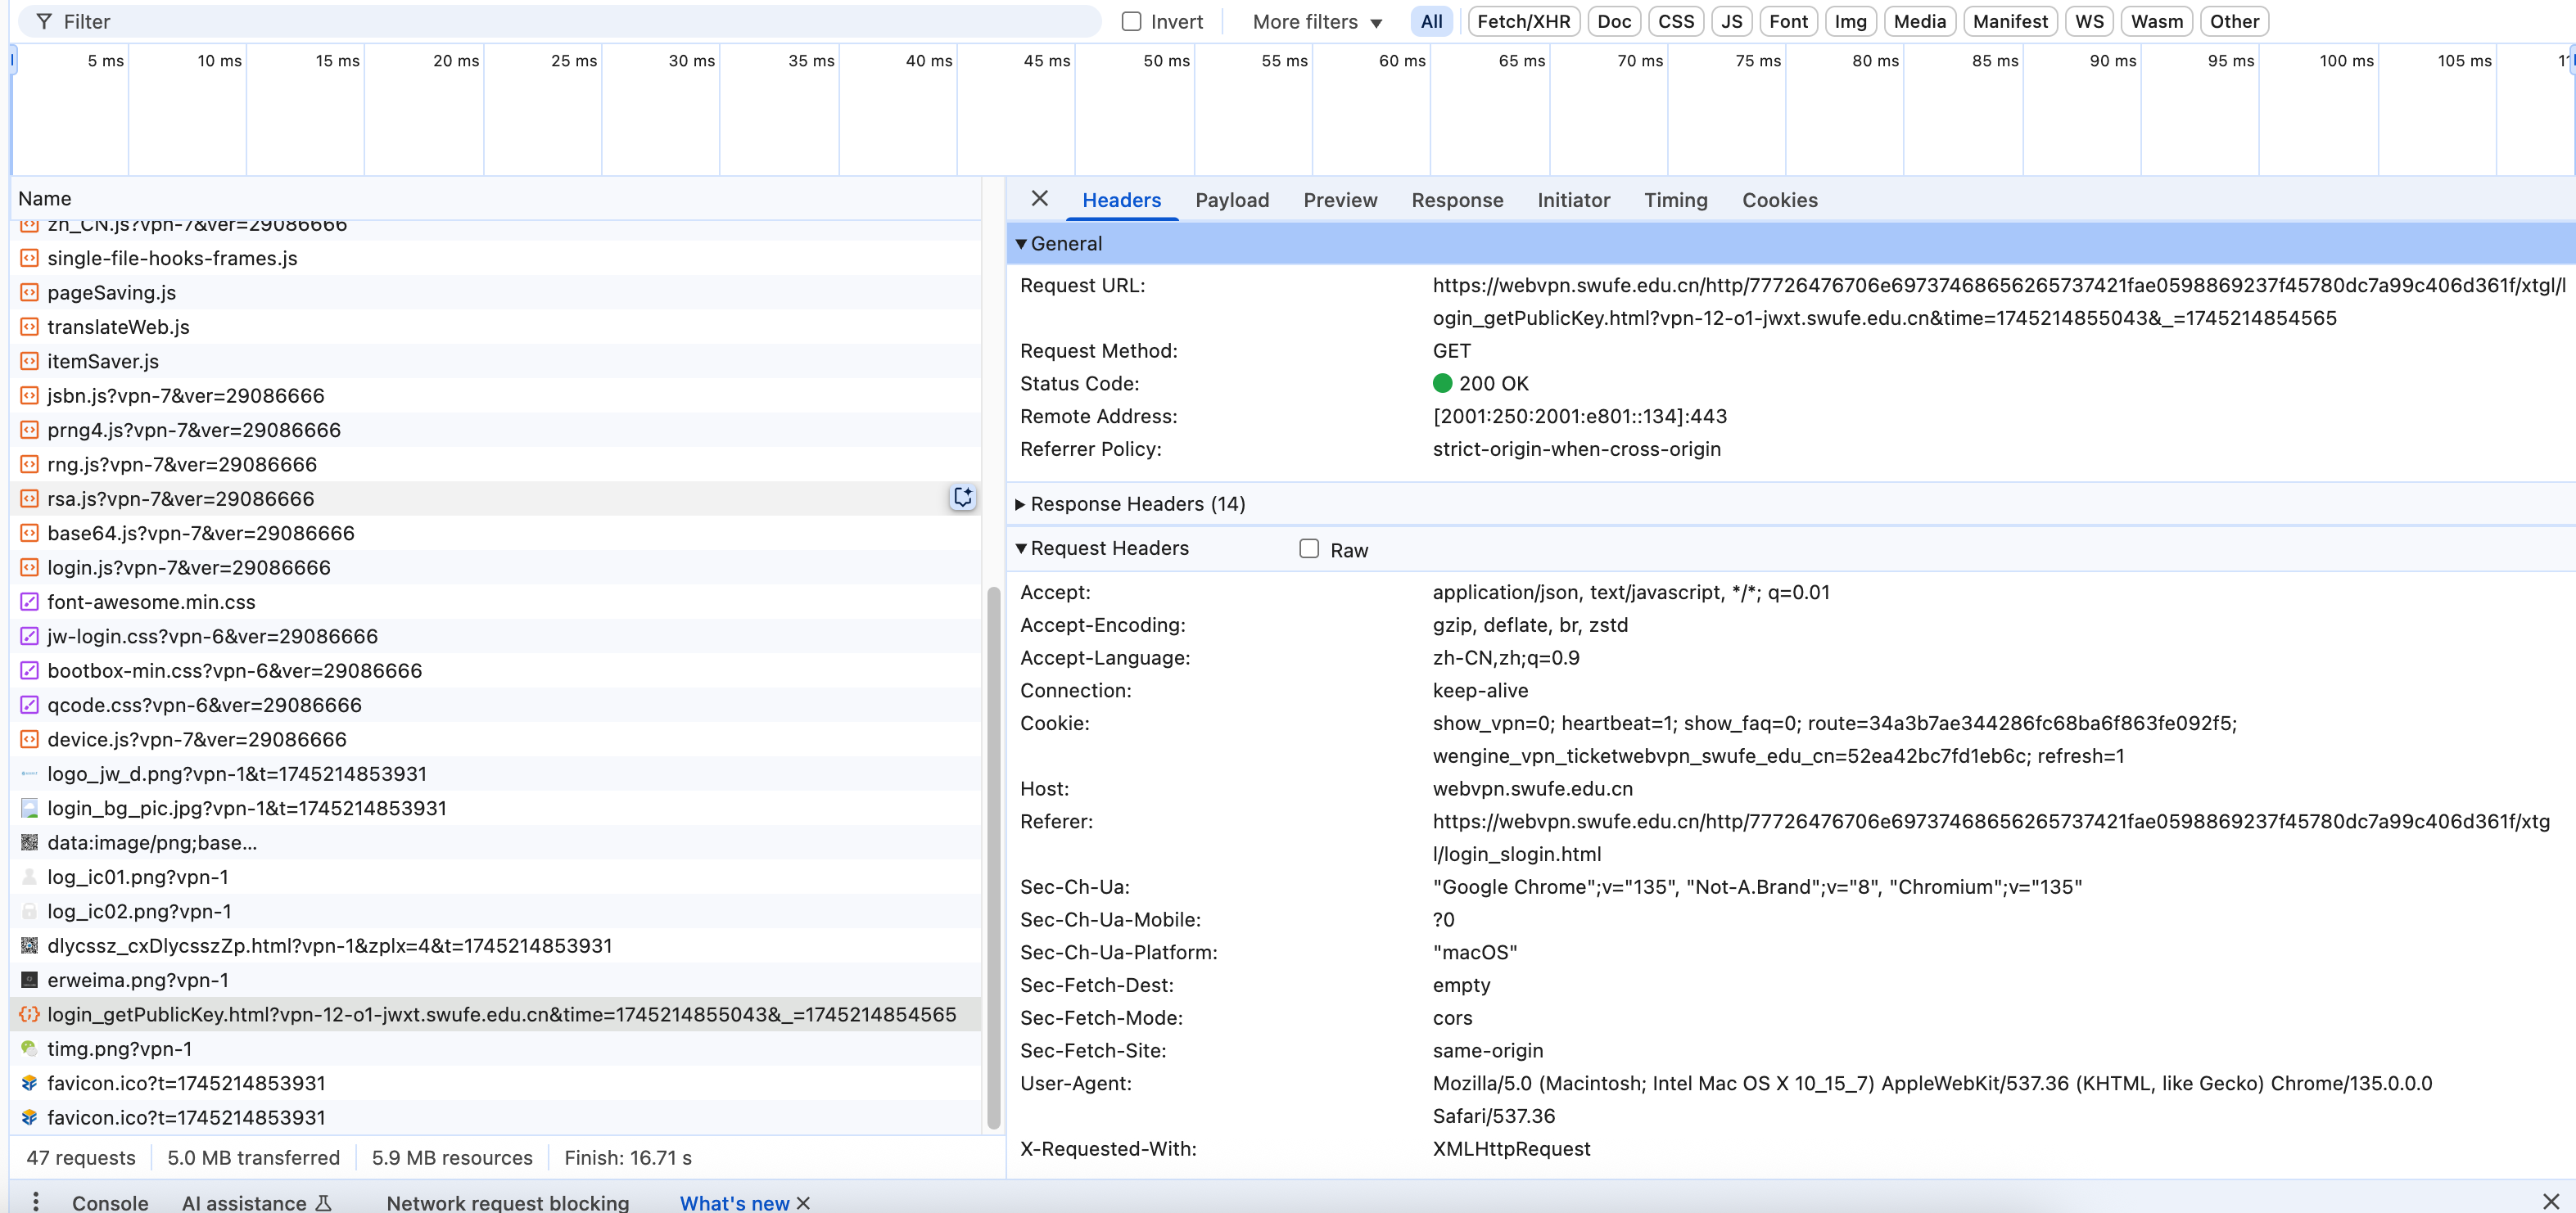 Filter
Invert
More filters
All
Fetch/XHR
Doc
CSS
JS
Font
Img
Media
Manifest
WS
Wasm
Other
5 ms
10 ms
15 ms
20 ms
25 ms
30 ms
35 ms
40 ms
45 ms
50 ms
55 ms
60 ms
65 ms
70 ms
75 ms
80 ms
85 ms
90 ms
95 ms
100 ms
105 ms
Name
zh_CN.js?vpn-7&ver=29086666
single-file-hooks-frames.js
pageSaving.js
translateWeb.js
itemSaver.js
jsbn.js?vpn-7&ver=29086666
prng4.js?vpn-7&ver=29086666
rng.js?vpn-7&ver=29086666
rsa.js?vpn-7&ver=29086666
base64.js?vpn-7&ver=29086666
login.js?vpn-7&ver=29086666
font-awesome.min.css
jw-login.css?vpn-6&ver=29086666
bootbox-min.css?vpn-6&ver=29086666
qcode.css?vpn-6&ver=29086666
device.js?vpn-7&ver=29086666
logo_jw_d.png?vpn-1&t=1745214853931
login_bg_pic.jpg?vpn-1&t=1745214853931
data:image/png;base...
log_ic01.png?vpn-1
log_ic02.png?vpn-1
dlycssz_cxDlycsszZp.html?vpn-1&zplx=4&t=1745214853931
erweima.png?vpn-1
login_getPublicKey.html?vpn-12-o1-jwxt.swufe.edu.cn&time=1745214855043&_=1745214854565
timg.png?vpn-1
favicon.ico?t=1745214853931
favicon.ico?t=1745214853931
47 requests
5.0 MB transferred
5.9 MB resources
Finish: 16.71 s
Headers
Payload
Preview
Response
Initiator
Timing
Cookies
General
Request URL:
https://webvpn.swufe.edu.cn/http/77726476706e69737468656265737421fae0598869237f45780dc7a99c406d361f/xtgl/l
ogin_getPublicKey.html?vpn-12-o1-jwxt.swufe.edu.cn&time=1745214855043&_=1745214854565
Request Method:
GET
Status Code:
200 OK
Remote Address:
[2001:250:2001:e801::134]:443
Referrer Policy:
strict-origin-when-cross-origin
Response Headers (14)
Request Headers
Raw
Accept:
application/json, text/javascript, */*; q=0.01
Accept-Encoding:
gzip, deflate, br, zstd
Accept-Language:
zh-CN,zh;q=0.9
Connection:
keep-alive
Cookie:
show_vpn=0; heartbeat=1; show_faq=0; route=34a3b7ae344286fc68ba6f863fe092f5;
wengine_vpn_ticketwebvpn_swufe_edu_cn=52ea42bc7fd1eb6c; refresh=1
Host:
webvpn.swufe.edu.cn
Referer:
https://webvpn.swufe.edu.cn/http/77726476706e69737468656265737421fae0598869237f45780dc7a99c406d361f/xtg
l/login_slogin.html
Sec-Ch-Ua:
"Google Chrome";v="135", "Not-A.Brand";v="8", "Chromium";v="135"
Sec-Ch-Ua-Mobile:
?0
Sec-Ch-Ua-Platform:
"macOS"
Sec-Fetch-Dest:
empty
Sec-Fetch-Mode:
cors
Sec-Fetch-Site:
same-origin
User-Agent:
Mozilla/5.0 (Macintosh; Intel Mac OS X 10_15_7) AppleWebKit/537.36 (KHTML, like Gecko) Chrome/135.0.0.0
Safari/537.36
X-Requested-With:
XMLHttpRequest
Console
AI assistance
Network request blocking
What's new